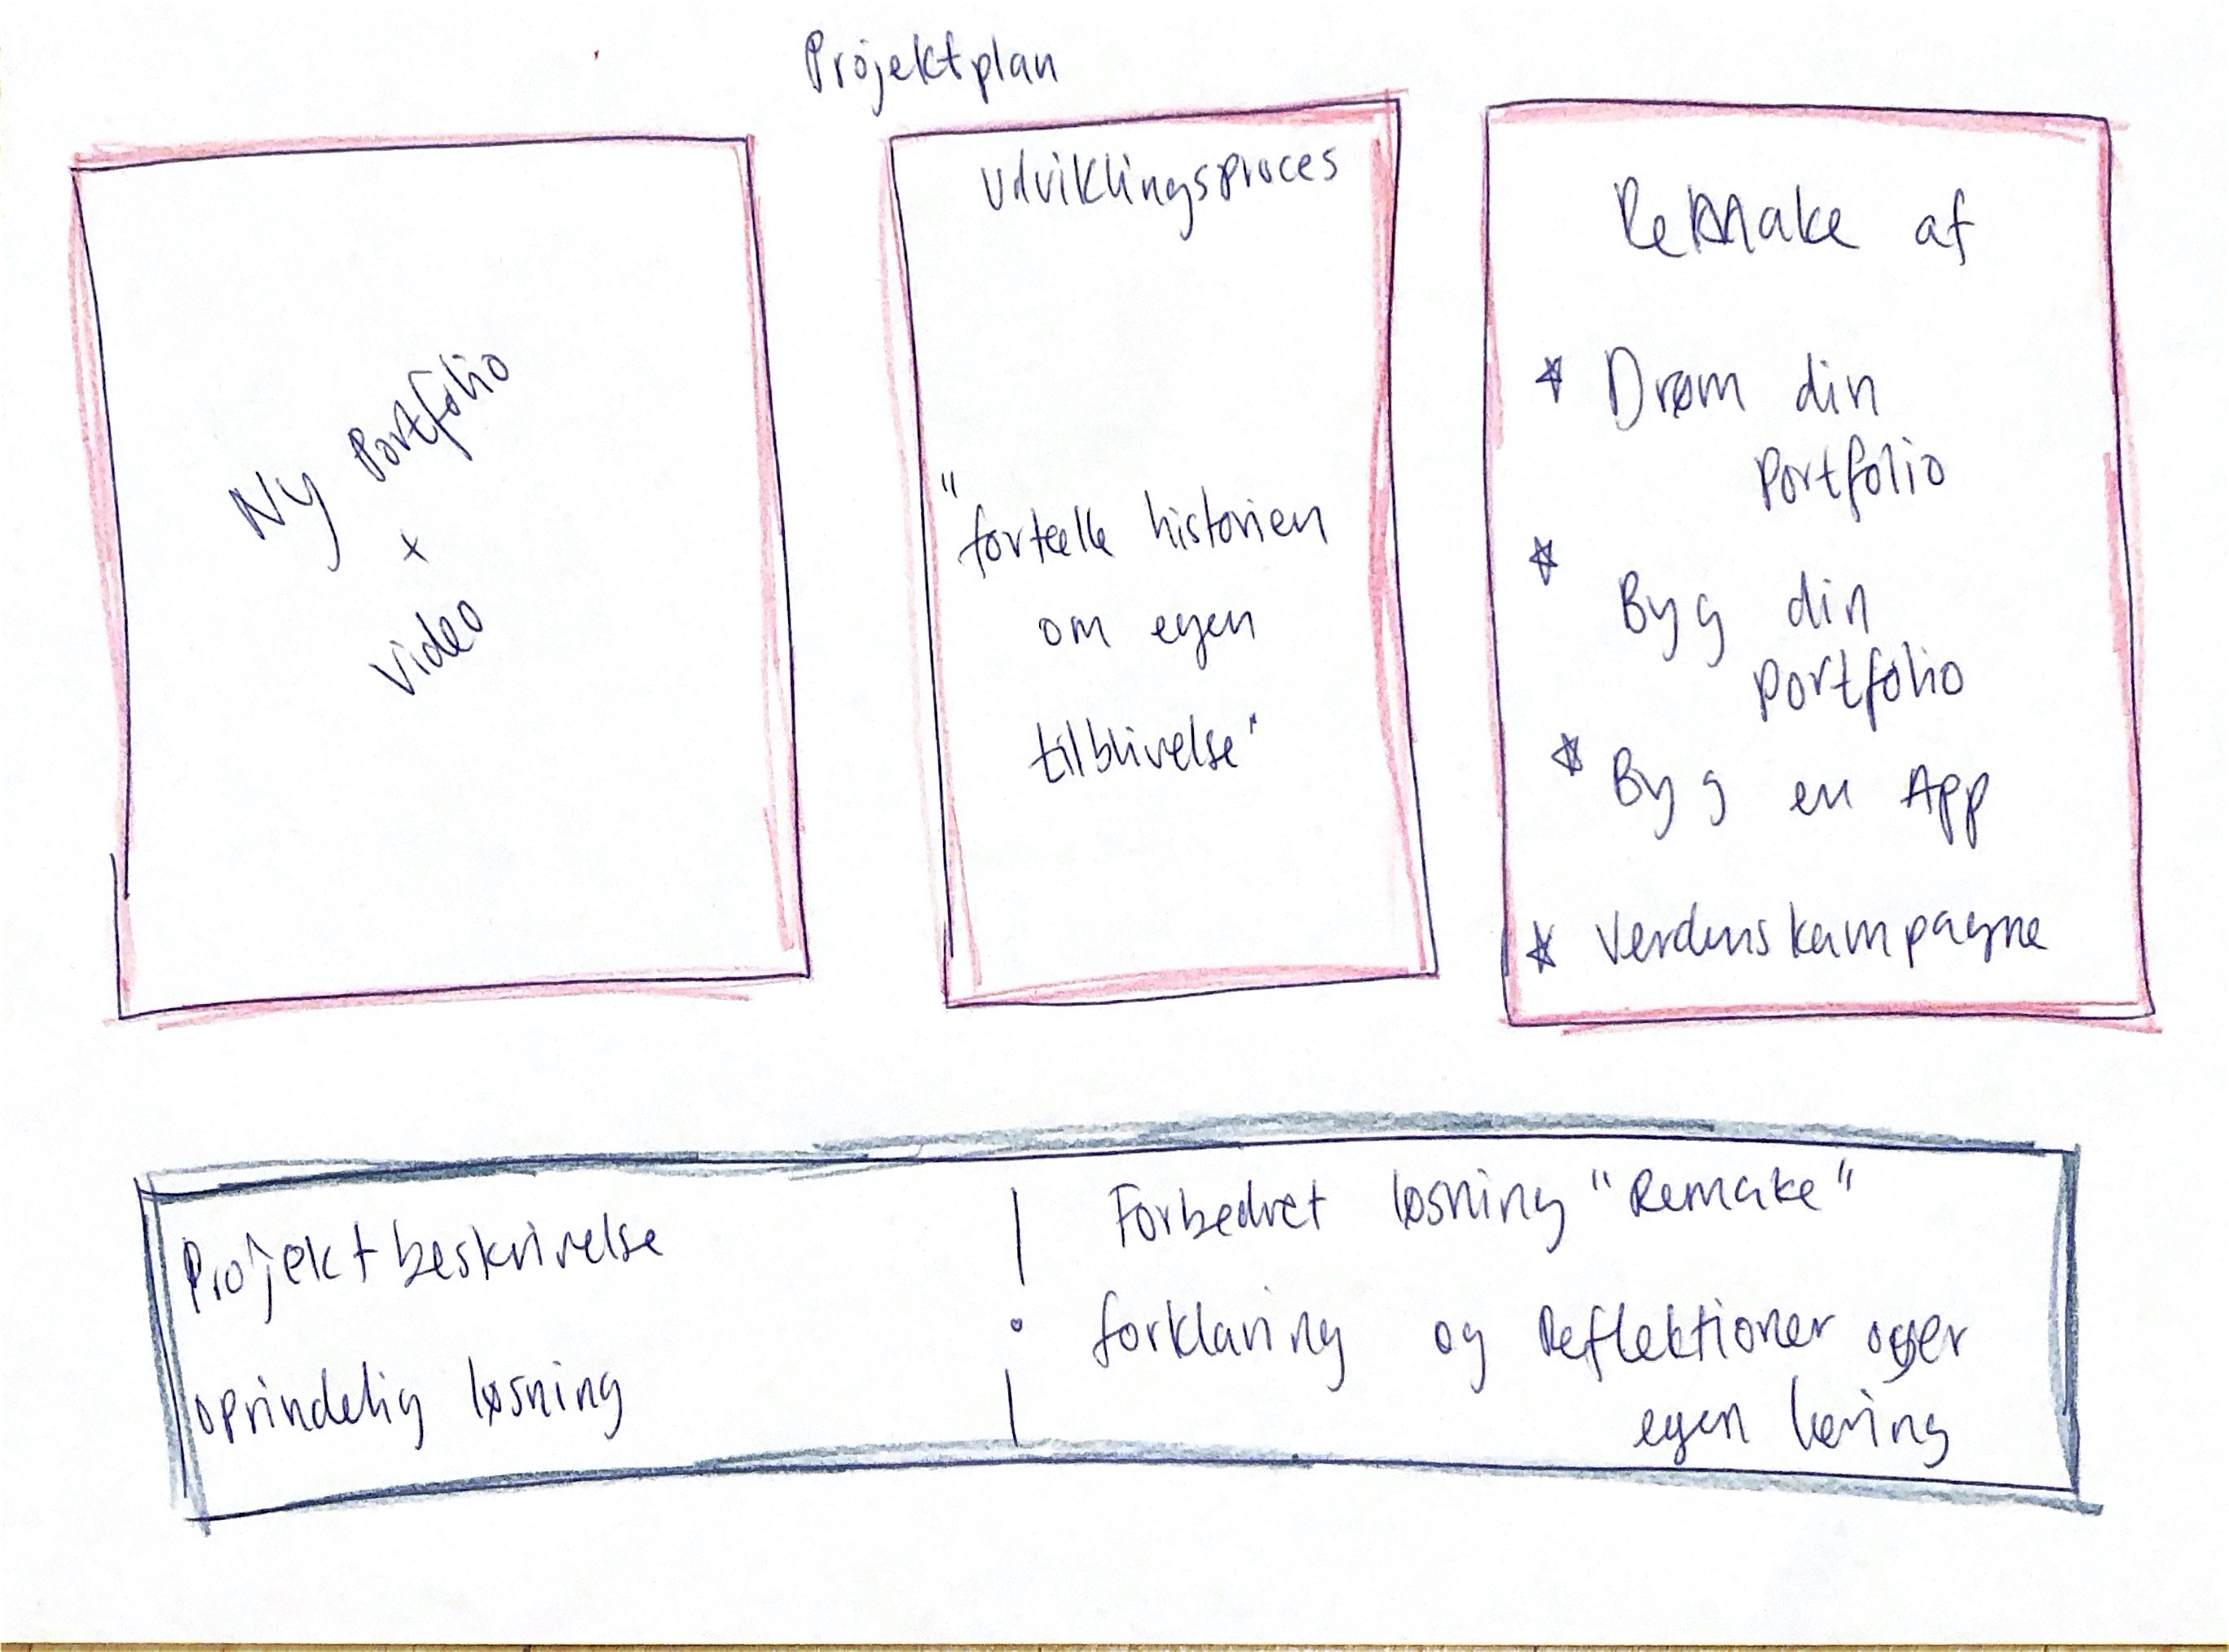 Projektplan
Ny Portfolio
+
Video
Udviklingsproces
"fortælle historien
om egen
tilblivelse"
ReMake af
* Drøm din
Portfolio
* Byg din
portfolio
* Byg en App
* Verdenskampagne
Projektbeskrivelse
oprindelig løsning
Forbedret løsning "Remake"
forklaring og Reflektioner over
egen læring